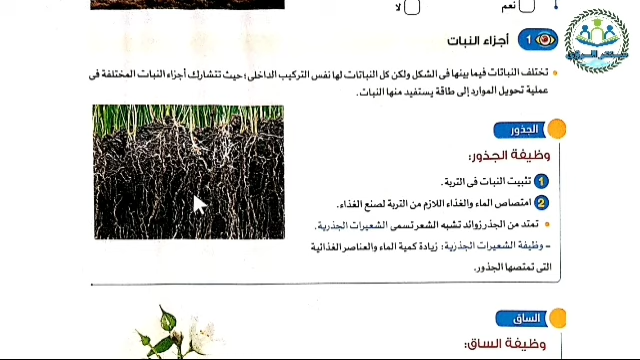 نعم
لا
1 أجزاء النبات
تختلف النباتات فيما بينها فى الشكل ولكن كل النباتات لها نفس التركيب الداخلى؛ حيث تتشارك أجزاء النبات المختلفة فى
عملية تحويل الموارد إلى طاقة يستفيد منها النبات.
الجذور
وظيفة الجذور:
1 تثبيت النبات فى التربة.
2 امتصاص الماء والغذاء اللازم من التربة لصنع الغذاء.
تمتد من الجذر زوائد تشبه الشعر تسمى الشعيرات الجذرية.
- وظيفة الشعيرات الجذرية: زيادة كمية الماء والعناصر الغذائية
التى تمتصها الجذور.
الساق
وظيفة الساق: